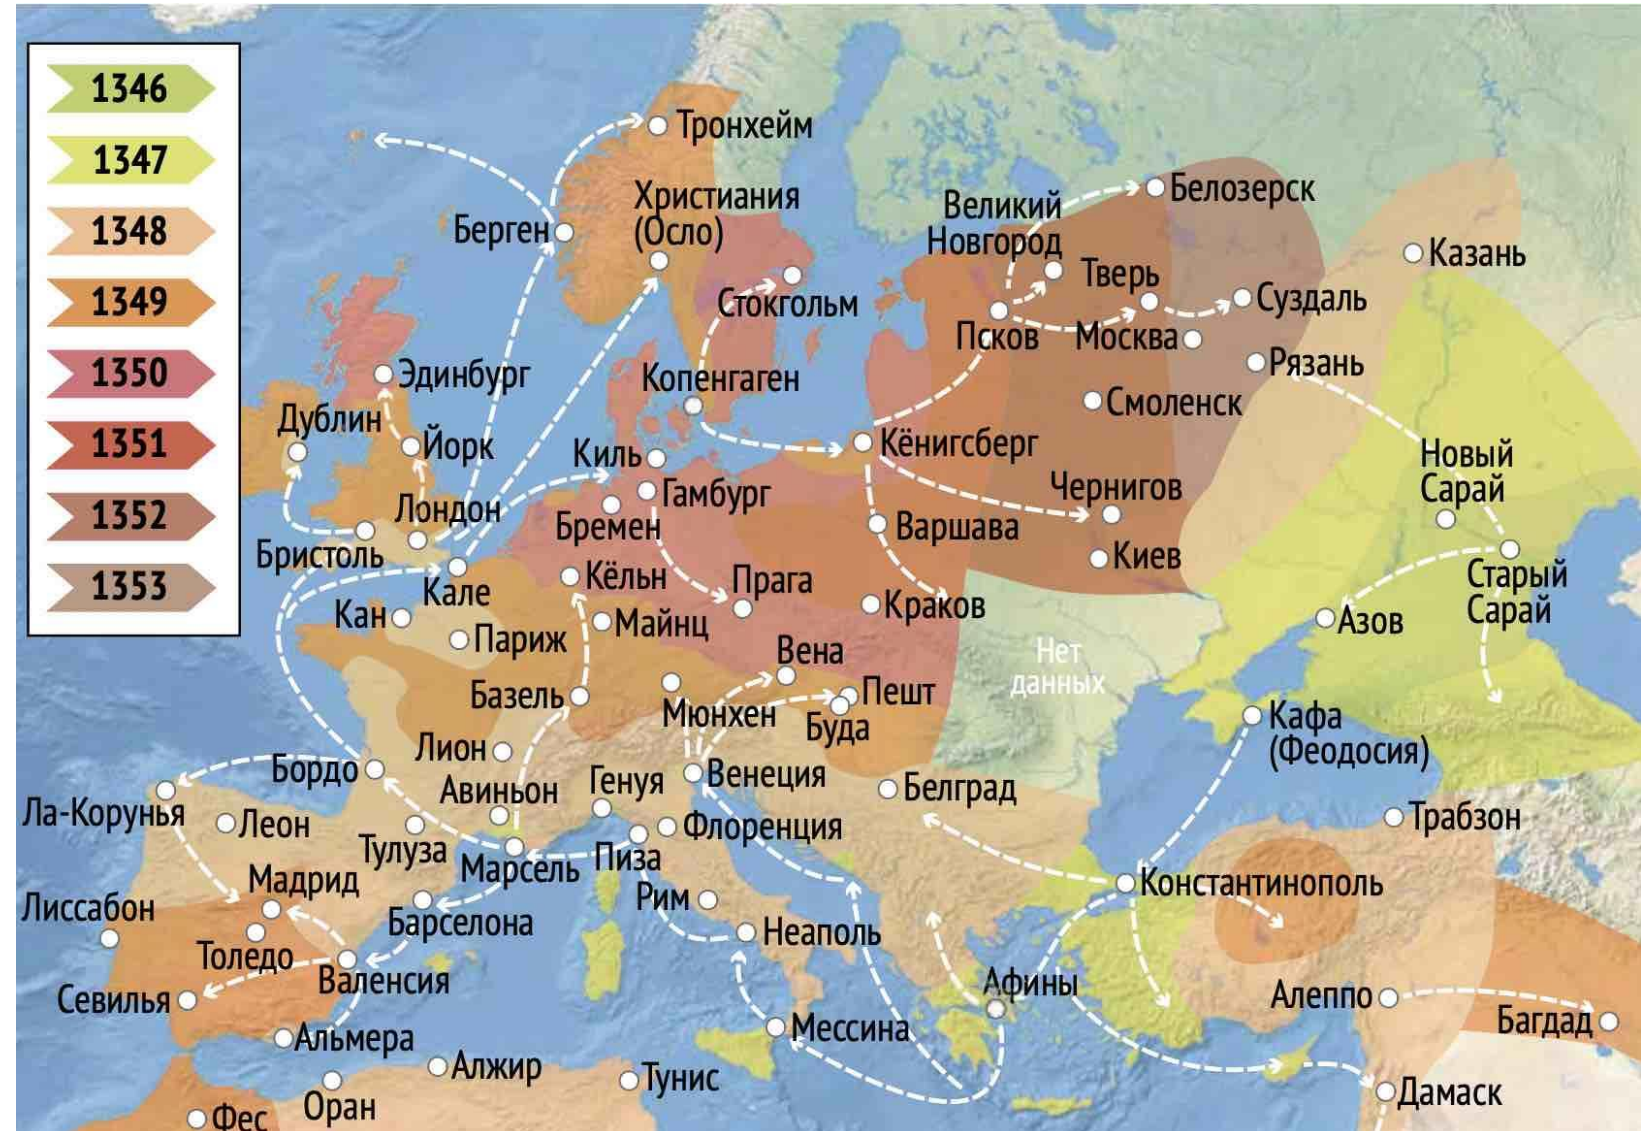 1346
1347
1348
1349
1350
1351
1352
1353
Тронхейм
Христиания
(Осло)
Берген
Стокгольм
Великий
Новгород
Белозерск
Тверь
Казань
Суздаль
Псков
Москва
Рязань
Смоленск
Эдинбург
Копенгаген
Дублин
Йорк
Киль
Кёнигсберг
Гамбург
Новый
Сарай
Чернигов
Лондон
Бремен
Варшава
Бристоль
Киев
Кёльн
Прага
Старый
Сарай
Кале
Кан
Париж
Майнц
Краков
Азов
Вена
Нет
данных
Базель
Мюнхен
Пешт
Буда
Кафа
(Феодосия)
Лион
Бордо
Авиньон
Генуя
Венеция
Белград
Ла-Корунья
Леон
Тулуза
Марсель
Пиза
Флоренция
Трабзон
Мадрид
Рим
Константинополь
Лиссабон
Барселона
Неаполь
Толедо
Валенсия
Афины
Севилья
Алеппо
Багдад
Альмера
Мессина
Алжир
Тунис
Оран
Дамаск
Фес